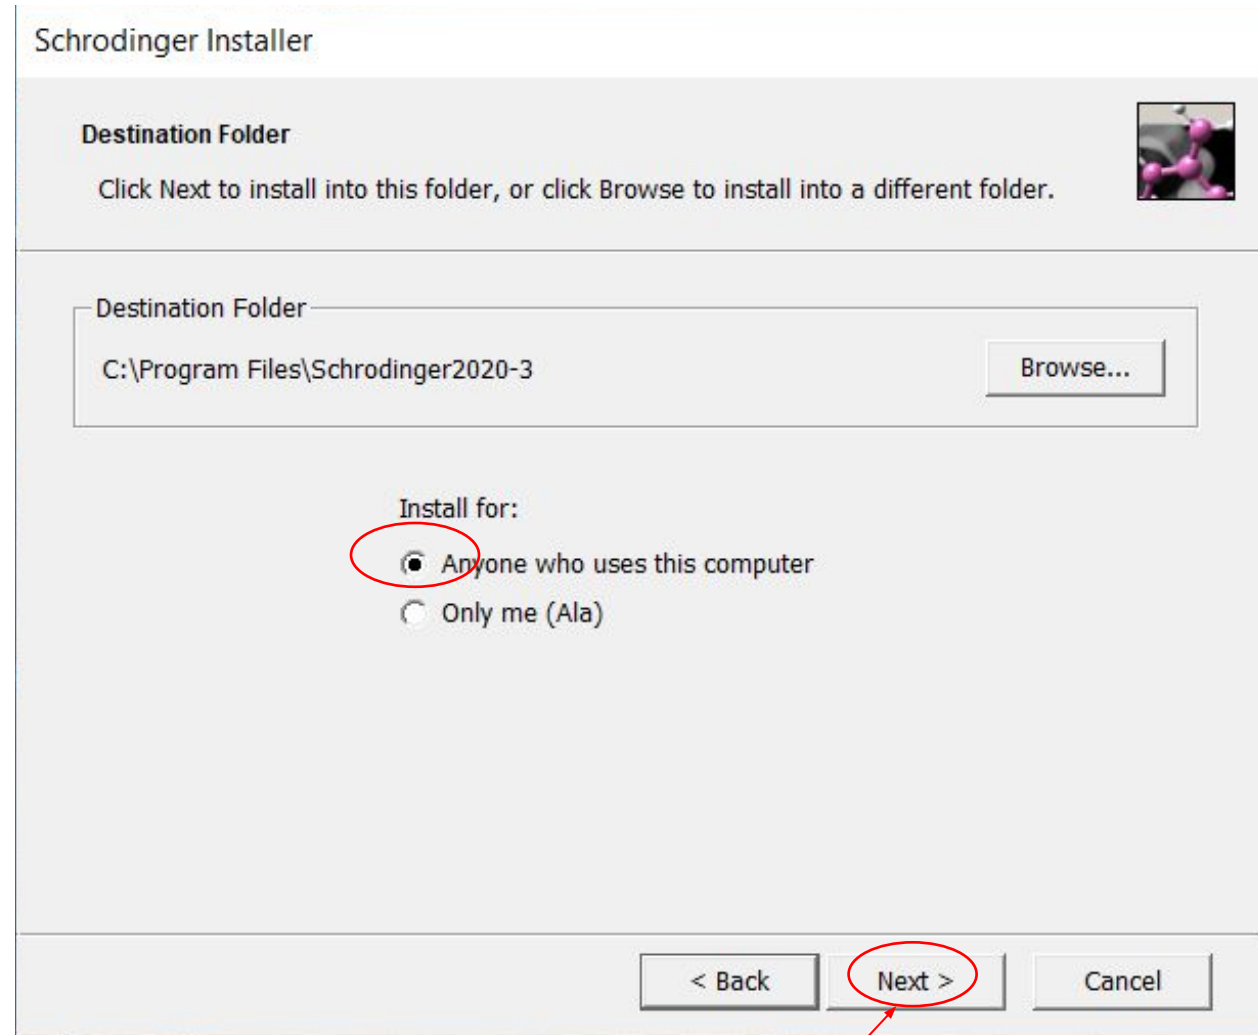 Schrodinger Installer
Destination Folder
Click Next to install into this folder, or click Browse to install into a different folder.
Destination Folder
C:\Program Files\Schrodinger2020-3
Browse...
Install for:
Anyone who uses this computer
Only me (Ala)
< Back
Next >
Cancel